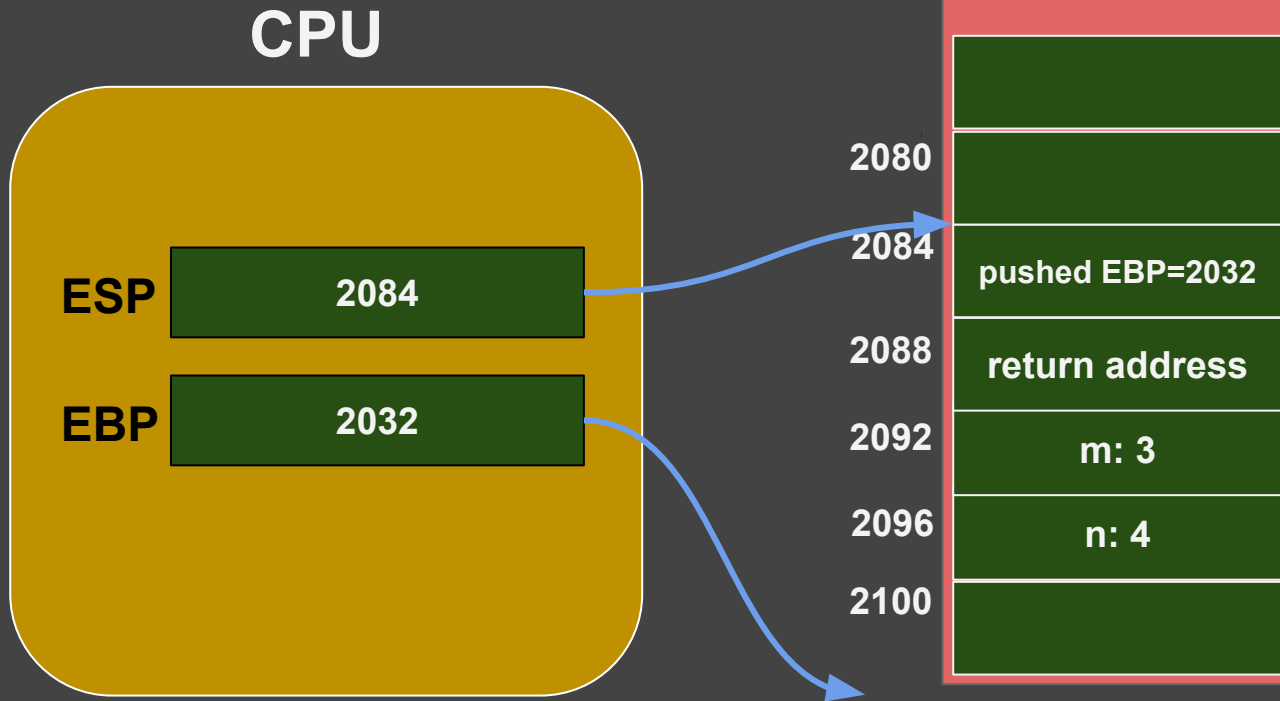 CPU
ESP
2084
EBP
2032
2080
2084
pushed EBP=2032
2088
return address
2092
m: 3
2096
n: 4
2100